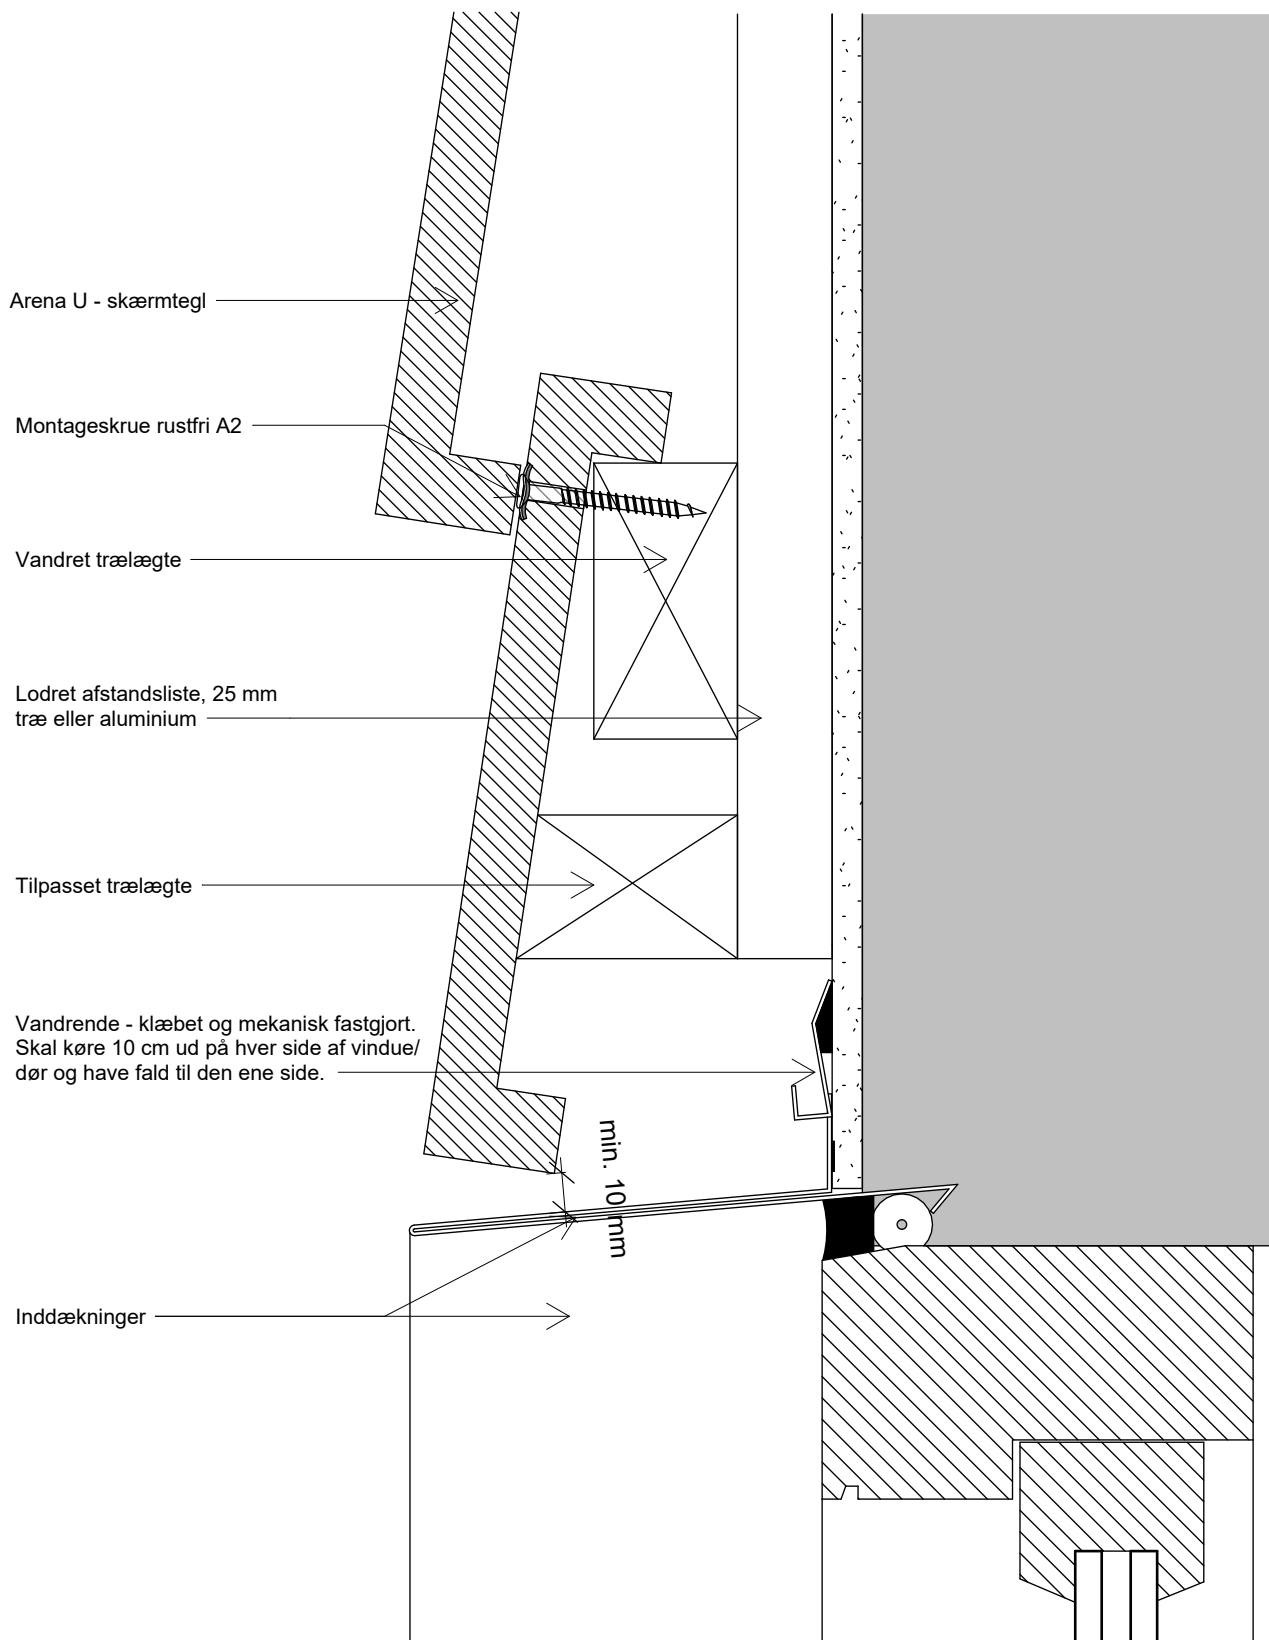 Arena U - skærmtegl
Montageskrue rustfri A2
Vandret trælægte
Lodret afstandsliste, 25 mm
træ eller aluminium
Tilpasset trælægte
Vandrende - klæbet og mekanisk fastgjort.
Skal køre 10 cm ud på hver side af vindue/
dør og have fald til den ene side.
min. 10 mm
Inddækninger